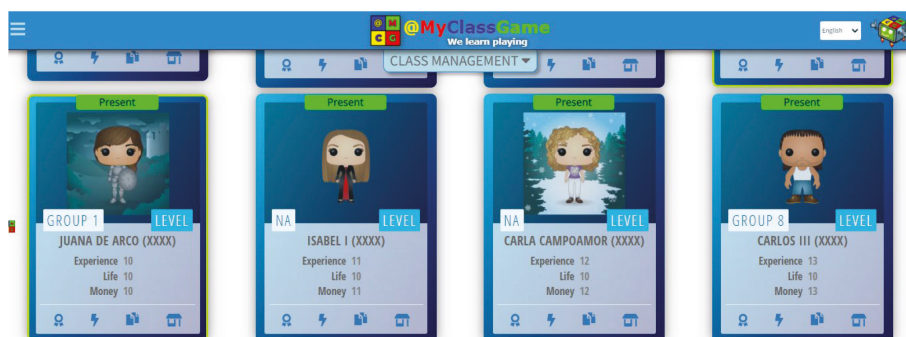 @ M
C G
@MyClassGame
We learn playing
English
CLASS MANAGEMENT
Present
Present
Present
Present
GROUP 1 LEVEL
NA LEVEL
NA LEVEL
GROUP 8 LEVEL
JUANA DE ARCO (XXXX)
Experience 10
Life 10
Money 10
ISABEL I (XXXX)
Experience 11
Life 10
Money 11
CARLA CAMPOAMOR (XXXX)
Experience 12
Life 10
Money 12
CARLOS III (XXXX)
Experience 13
Life 10
Money 13